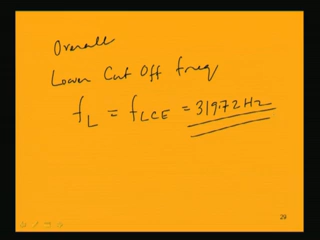 Overall
Lower Cut Off freq
f_L = f_LCE = 319.72 Hz
29